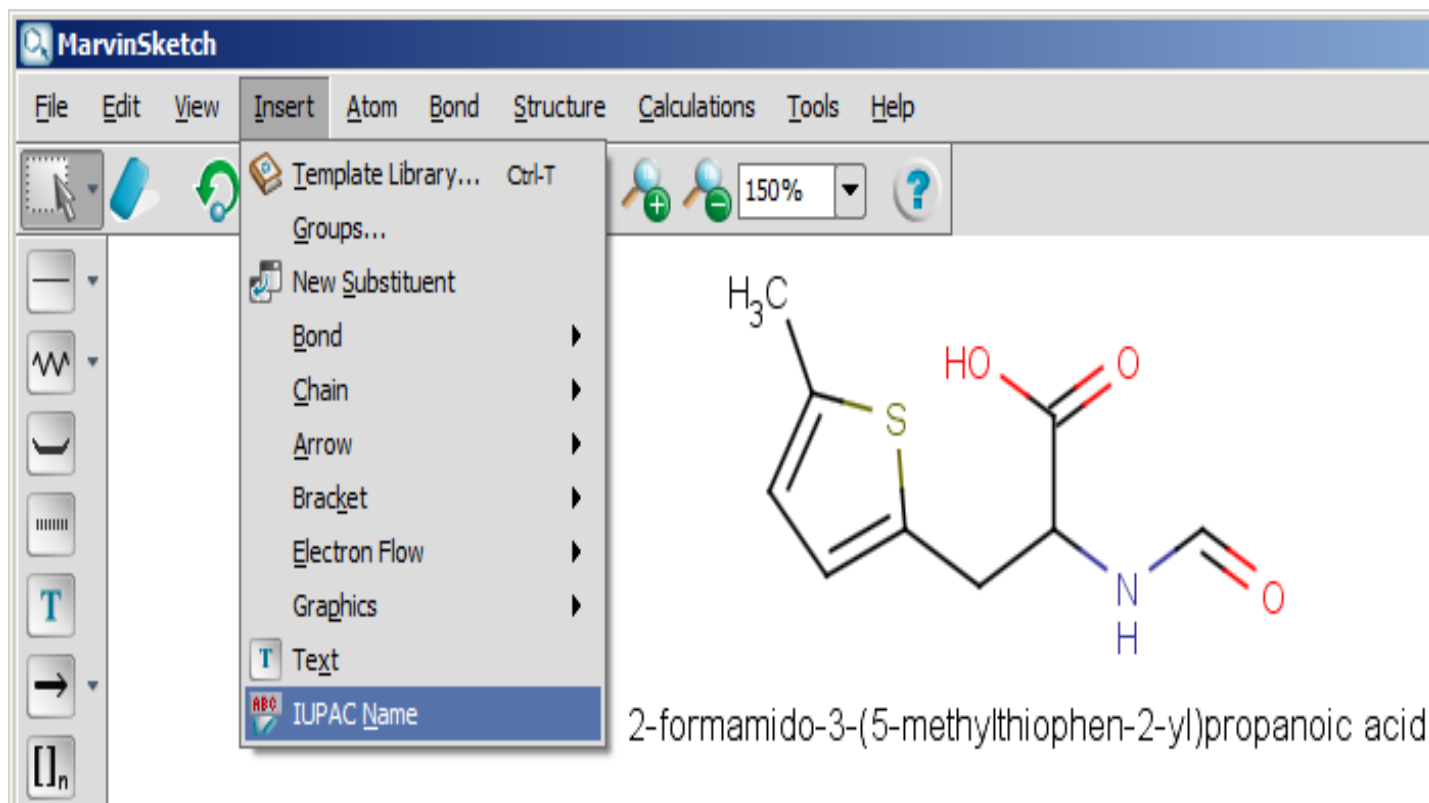 MarvinSketch
File Edit View Insert Atom Bond Structure Calculations Tools Help
Template Library... Ctrl-T
150%
?
Groups...
New Substituent
Bond
Chain
Arrow
Bracket
Electron Flow
Graphics
T Text
ABC IUPAC Name
T
[]n
H3C
S
HO
O
N
H
O
2-formamido-3-(5-methylthiophen-2-yl)propanoic acid